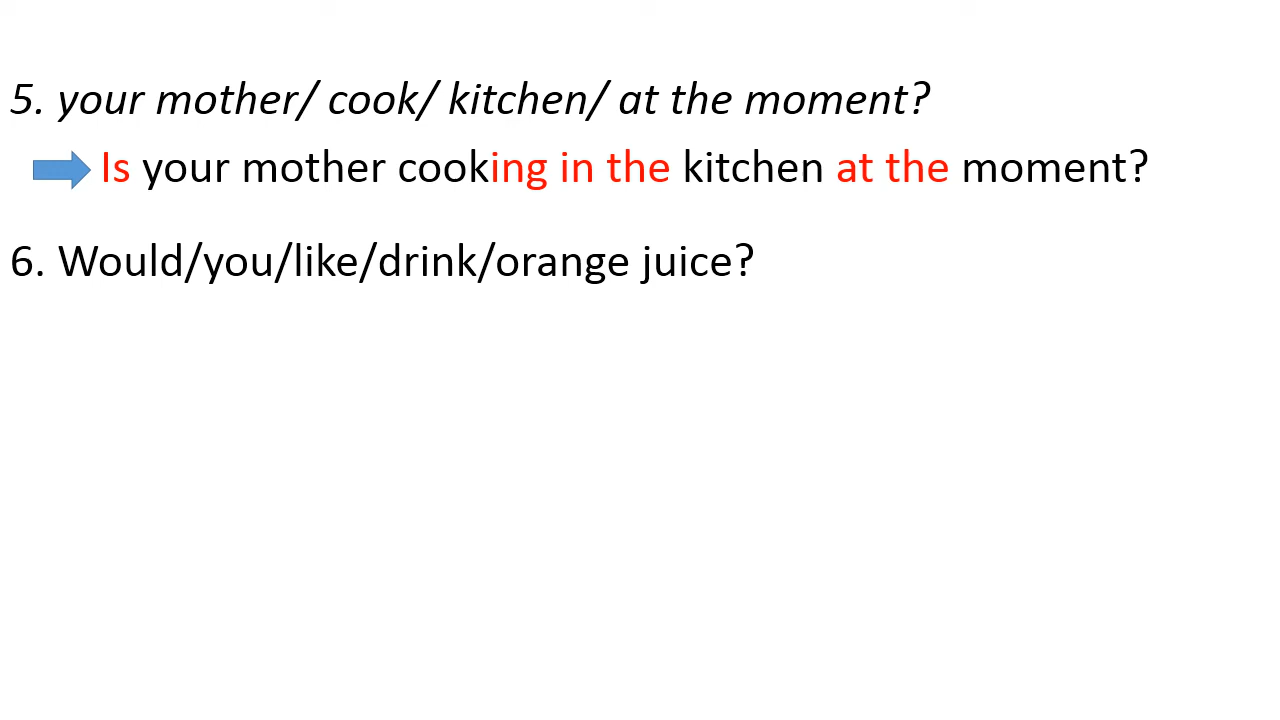 5. your mother/ cook/ kitchen/ at the moment?
Is your mother cooking in the kitchen at the moment?
6. Would/you/like/drink/orange juice?